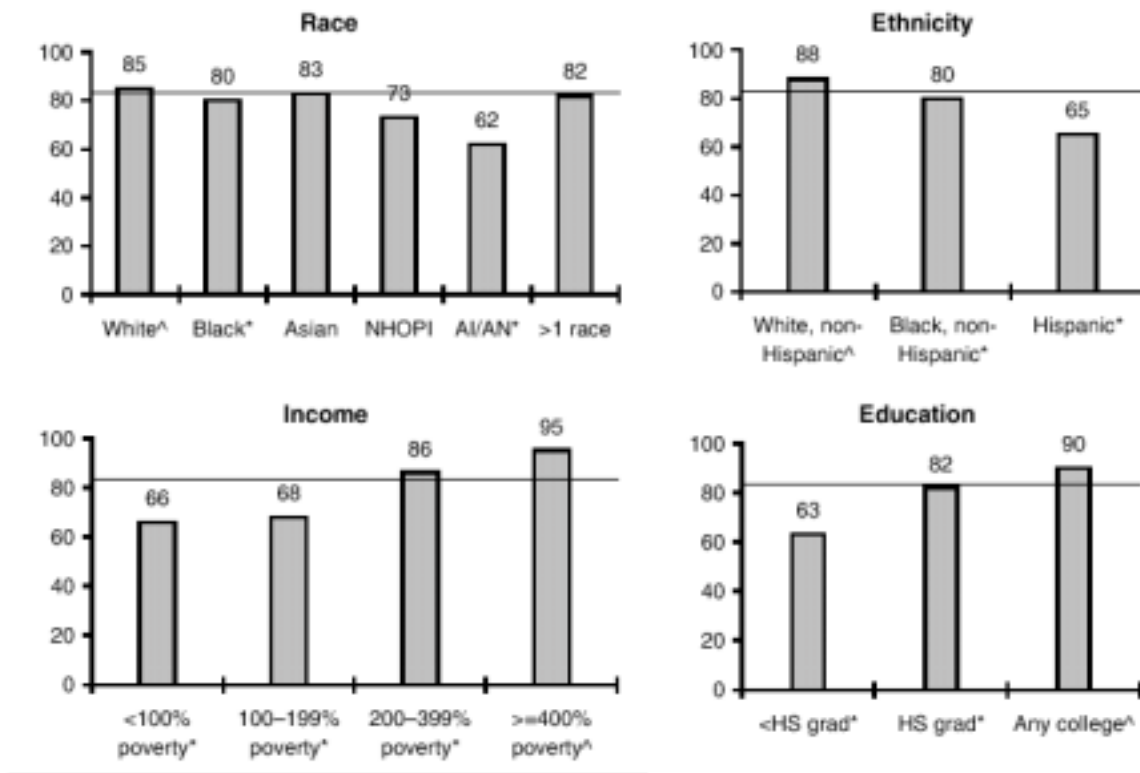 Race
100
80
60
40
20
0
85
80
83
73
62
82
White^
Black*
Asian
NHOPI
AI/AN*
>1 race
Ethnicity
100
80
60
40
20
0
88
80
65
White, non-
Hispanic^
Black, non-
Hispanic*
Hispanic*
Income
100
80
60
40
20
0
66
68
86
95
<100%
poverty*
100–199%
poverty*
200–399%
poverty*
>=400%
poverty^
Education
100
80
60
40
20
0
63
82
90
<HS grad*
HS grad*
Any college^